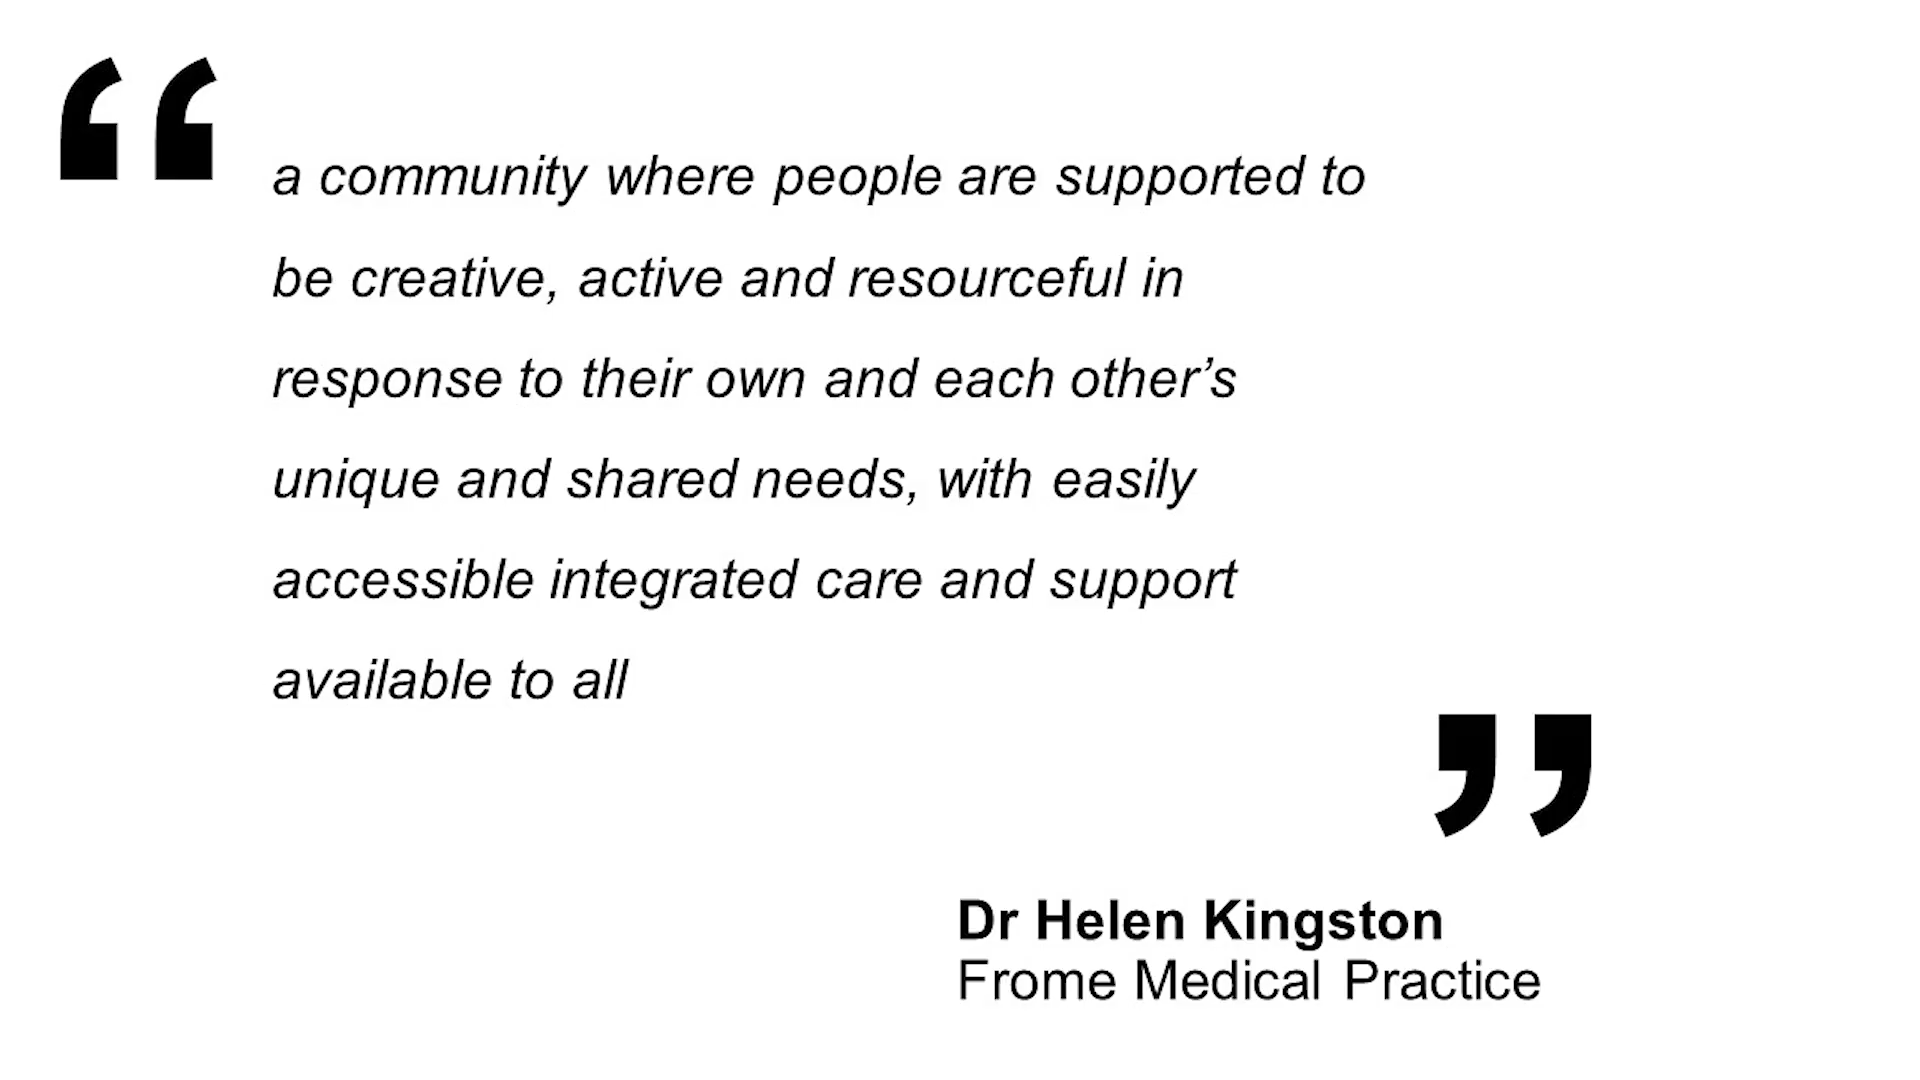 “
a community where people are supported to
be creative, active and resourceful in
response to their own and each other’s
unique and shared needs, with easily
accessible integrated care and support
available to all
”
Dr Helen Kingston
Frome Medical Practice